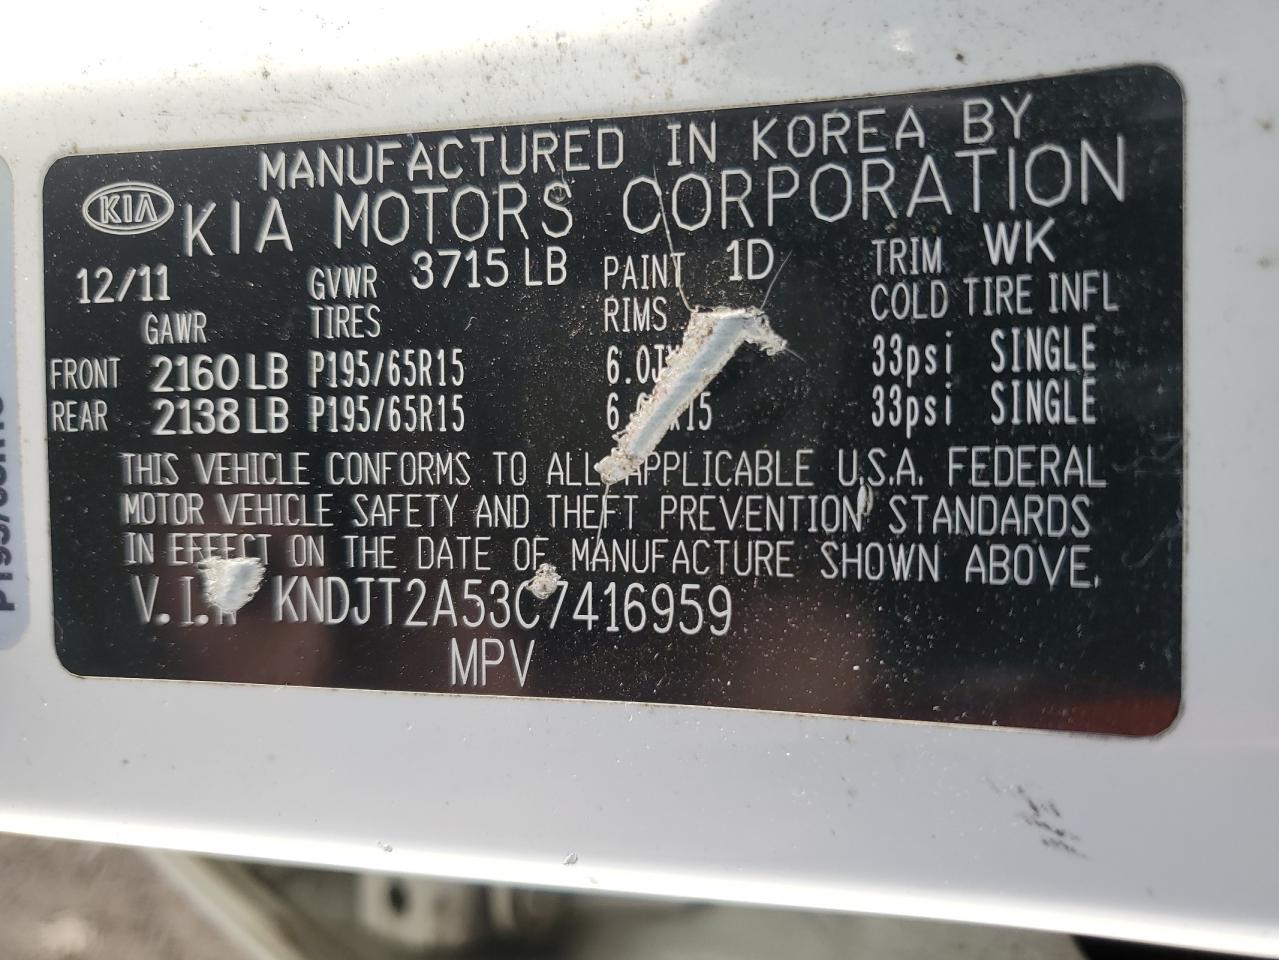 MANUFACTURED IN KOREA BY
KIA KIA MOTORS CORPORATION
12/11 GVWR 3715 LB PAINT 1D TRIM WK
GAWR TIRES RIMS COLD TIRE INFL
FRONT 2160 LB P195/65R15 33psi SINGLE
REAR 2138 LB P195/65R15 33psi SINGLE
THIS VEHICLE CONFORMS TO ALL APPLICABLE U.S.A. FEDERAL
MOTOR VEHICLE SAFETY AND THEFT PREVENTION STANDARDS
IN EFFECT ON THE DATE OF MANUFACTURE SHOWN ABOVE.
V.I.N KNDJT2A53C7416959
MPV